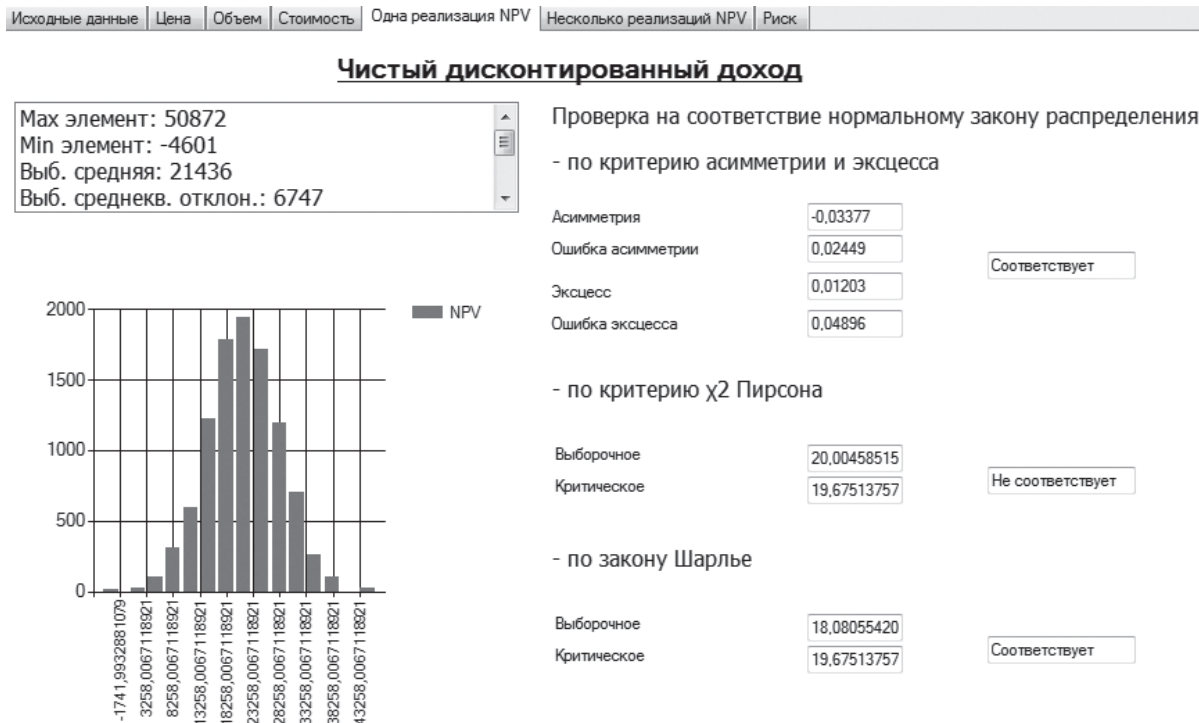 Исходные данные Цена Объем Стоимость Одна реализация NPV Несколько реализаций NPV Риск
Чистый дисконтированный доход
Max элемент: 50872
Min элемент: -4601
Выб. средняя: 21436
Выб. среднекв. отклон.: 6747
Проверка на соответствие нормальному закону распределения
- по критерию асимметрии и эксцесса
Асимметрия -0,03377
Ошибка асимметрии 0,02449
Соответствует
Эксцесс 0,01203
Ошибка эксцесса 0,04896
- по критерию χ2 Пирсона
Выборочное 20,00458515
Критическое 19,67513757
Не соответствует
- по закону Шарлье
Выборочное 18,08055420
Критическое 19,67513757
Соответствует
NPV
2000
1500
1000
500
0
-1741,9932881079
3258,0067118921
8258,0067118921
13258,0067118921
18258,0067118921
23258,0067118921
28258,0067118921
33258,0067118921
38258,0067118921
43258,0067118921